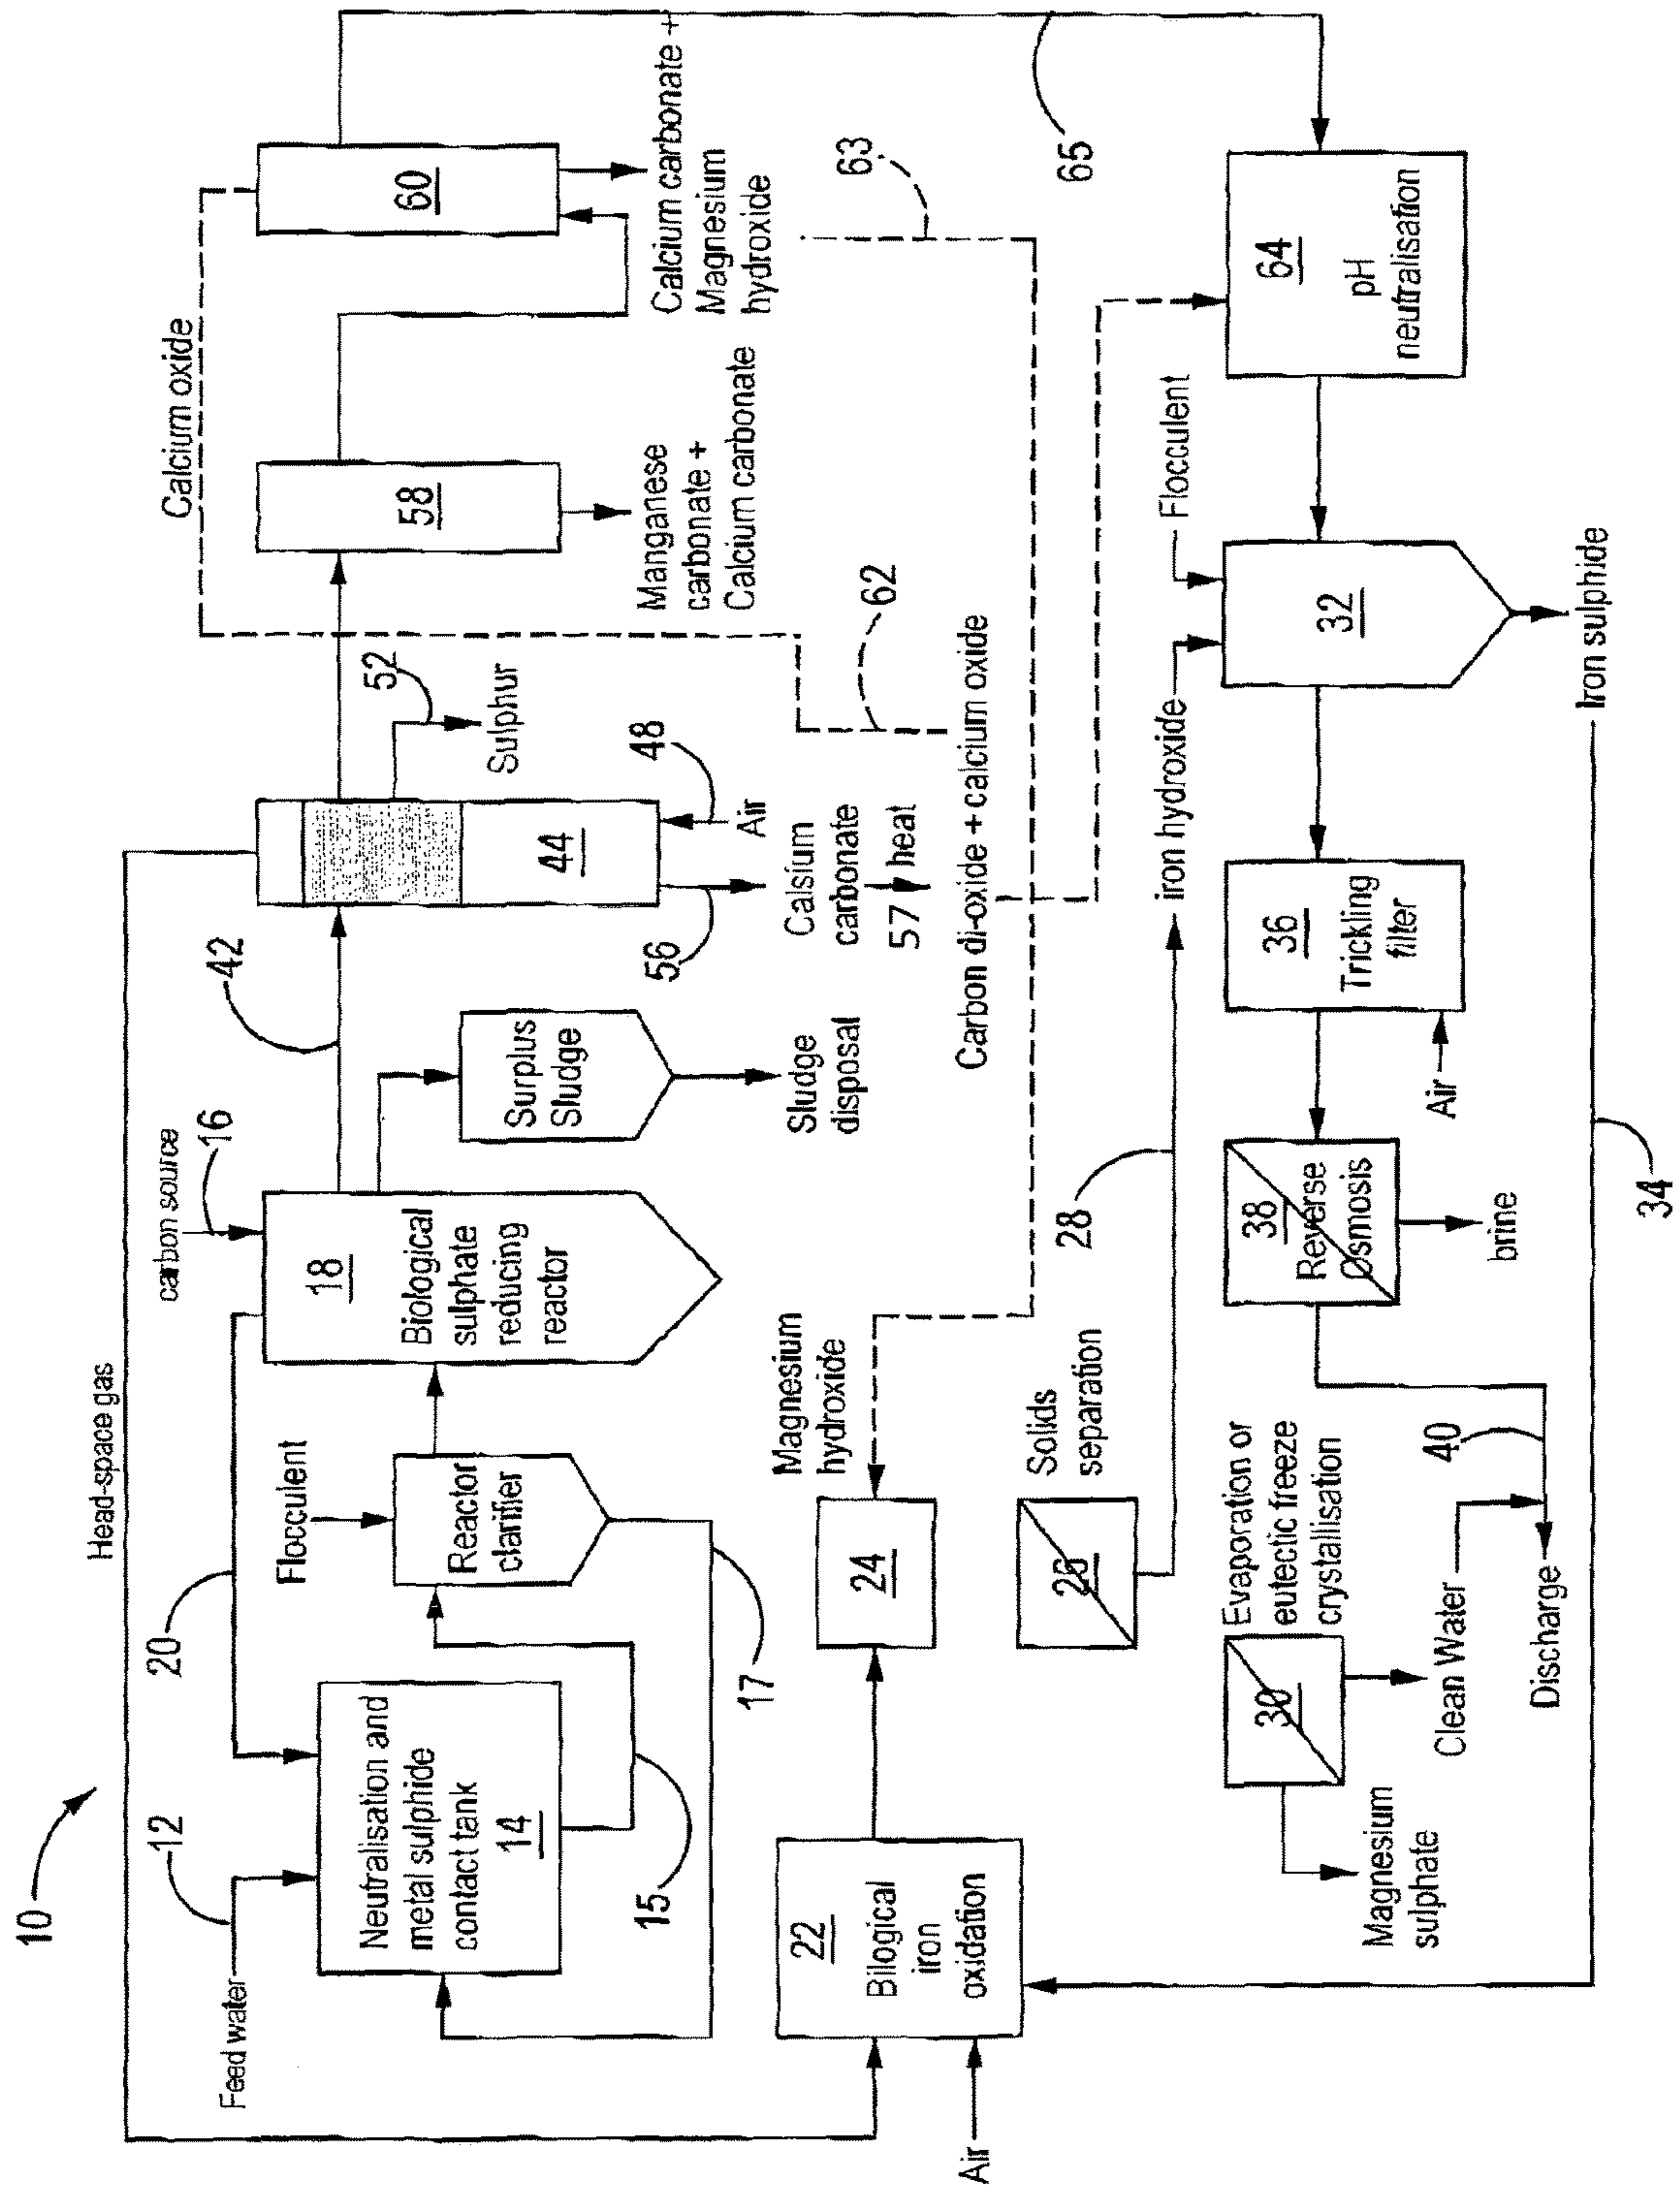 10
Head-space gas
Feed water
12
20
Neutralisation and
metal sulphide
contact tank
14
15
17
Flocculent
Reactor
clarifier
carbon source
16
18
Biological
sulphate
reducing
reactor
Surplus
Sludge
Sludge
disposal
42
44
52
Sulphur
48
Air
56
Calsium
carbonate
57
heat
Carbon di-oxide + calcium oxide
Calcium oxide
58
Manganese
carbonate +
Calcium carbonate
60
Calcium carbonate +
Magnesium
hydroxide
62
63
65
Air
22
Bilogical
iron
oxidation
24
Magnesium
hydroxide
26
Solids
separation
28
iron hydroxide
Flocculent
32
64
pH
neutralisation
Iron sulphide
34
36
Trickling
filter
Air
38
Reverse
Osmosis
brine
40
30
Evaporation or
eutectic freeze
crystallisation
Magnesium
sulphate
Clean Water
Discharge